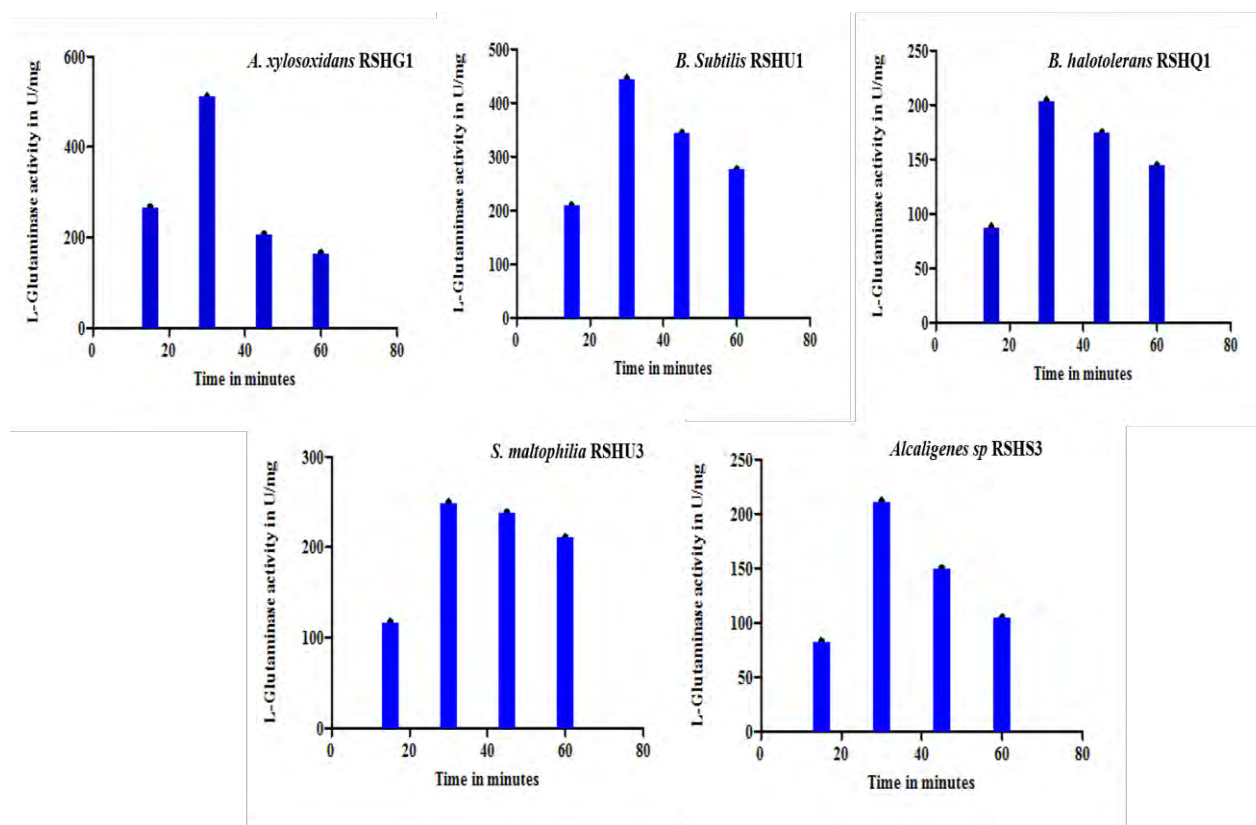 A. xylosoxidans RSHG1
L-Glutaminase activity in U/mg
600
400
200
0
0 20 40 60 80
Time in minutes
B. Subtilis RSHU1
L-Glutaminase activity in U/mg
500
400
300
200
100
0
0 20 40 60 80
Time in minutes
B. halotolerans RSHQ1
L-Glutaminase activity in U/mg
250
200
150
100
50
0
0 20 40 60 80
Time in minutes
S. maltophilia RSHU3
L-Glutaminase activity in U/mg
300
200
100
0
0 20 40 60 80
Time in minutes
Alcaligenes sp RSHS3
L-Glutaminase activity in U/mg
250
200
150
100
50
0
0 20 40 60 80
Time in minutes